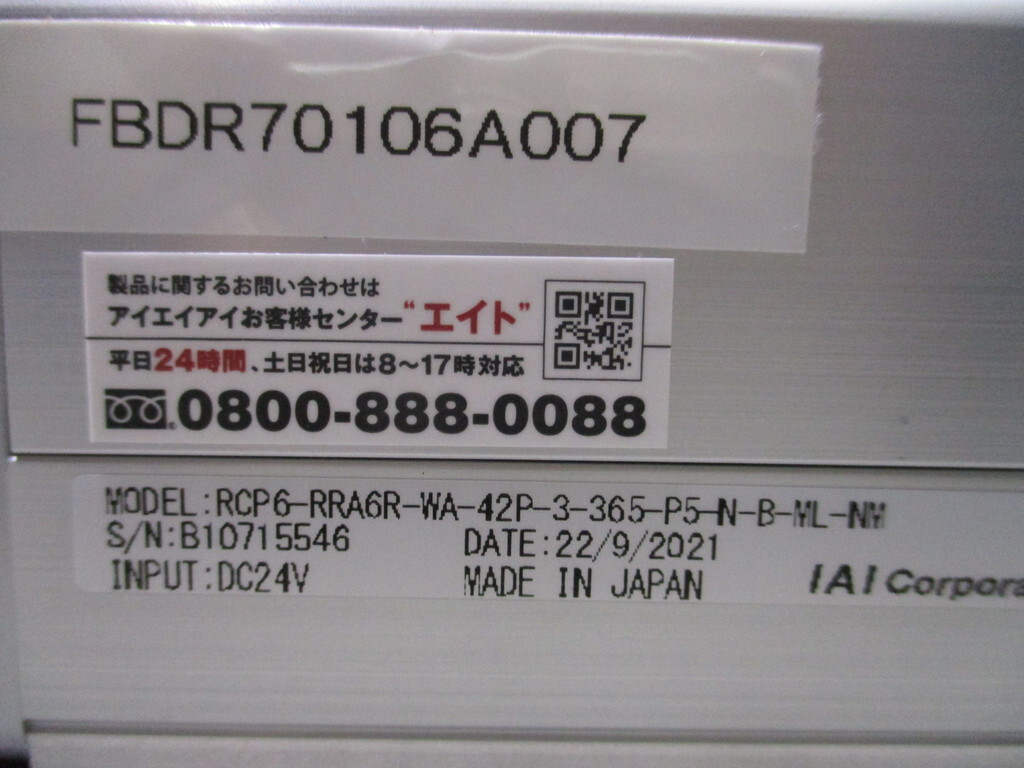 FBDR70106A007
製品に関するお問い合わせは
アイエイアイお客様センター“エイト”
平日24時間、土日祝日は8～17時対応
0800-888-0088
MODEL:RCP6-RRA6R-WA-42P-3-365-P5-N-B-ML-NM
S/N:B10715546 DATE:22/9/2021
INPUT:DC24V MADE IN JAPAN IAI Corpora